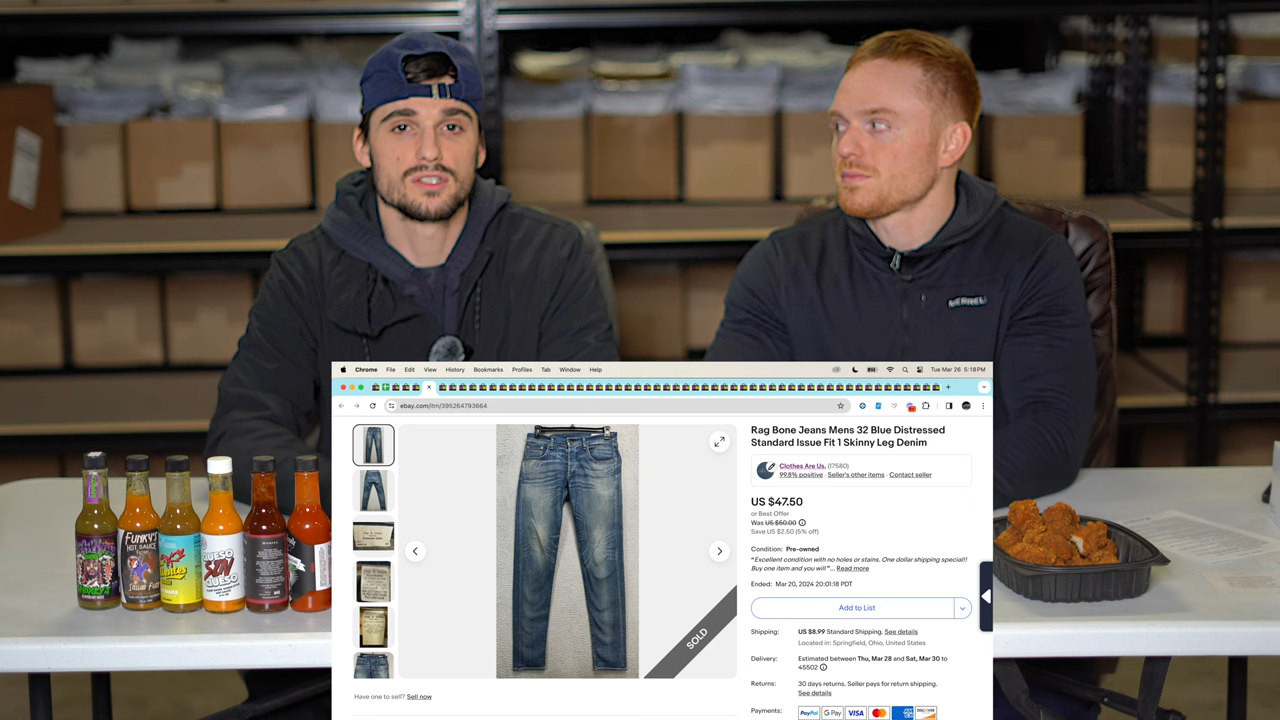 MERREL
Chrome File Edit View History Bookmarks Profiles Tab Window Help
Tue Mar 26 5:18PM
ebay.com/itm/395264793664
Rag Bone Jeans Mens 32 Blue Distressed
Standard Issue Fit 1 Skinny Leg Denim
Clothes Are Us. (17580)
99.8% positive · Seller's other items · Contact seller
US $47.50
or Best Offer
Was US $50.00
Save US $2.50 (5% off)
Condition: Pre-owned
“Excellent condition with no holes or stains. One dollar shipping special!!
Buy one item and you will”... Read more
Ended: Mar 20, 2024 20:01:18 PDT
Add to List
SOLD
Shipping: US $8.99 Standard Shipping. See details
Located in: Springfield, Ohio, United States
Delivery: Estimated between Thu, Mar 28 and Sat, Mar 30 to
45502
Returns: 30 days returns. Seller pays for return shipping.
See details
Have one to sell? Sell now
Payments: PayPal G Pay VISA DISCOVER
FUNKY'S
HOT SAUCE
QUESO